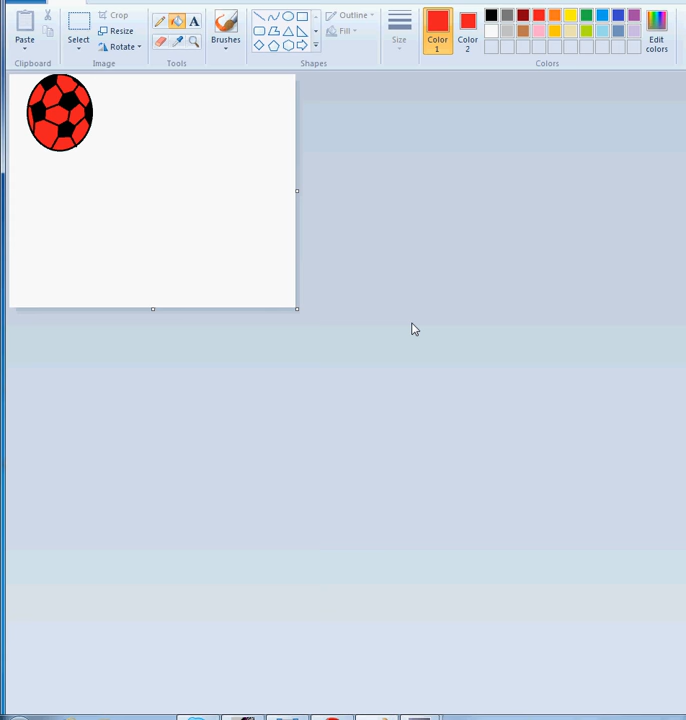 Paste
Select
Crop
Resize
Rotate
A
Brushes
Outline
Fill
Size
Color
1
Color
2
Edit
colors
Clipboard
Image
Tools
Shapes
Colors